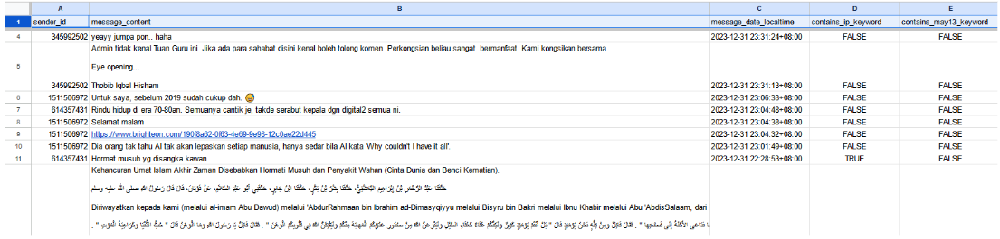 A B C D E
1 sender_id message_content message_date_localtime contains_ip_keyword contains_may13_keyword
4 345992502 yeayy jumpa pon.. haha 2023-12-31 23:31:24+08:00 FALSE FALSE
Admin tidak kenal Tuan Guru ini. Jika ada para sahabat disini kenal boleh tolong komen. Perkongsian beliau sangat bermanfaat. Kami kongsikan bersama.
5 Eye opening...
345992502 Thobib Iqbal Hisham 2023-12-31 23:31:13+08:00 FALSE FALSE
6 1511506972 Untuk saya, sebelum 2019 sudah cukup dah. 😅 2023-12-31 23:06:33+08:00 FALSE FALSE
7 614357431 Rindu hidup di era 70-80an. Semuanya cantik je, takde serabut kepala dgn digital2 semua ni. 2023-12-31 23:04:48+08:00 FALSE FALSE
8 1511506972 Selamat malam 2023-12-31 23:04:38+08:00 FALSE FALSE
9 1511506972 https://www.brighteon.com/190f8a62-0f63-4e69-9e98-12c0ae22d445 2023-12-31 23:04:32+08:00 FALSE FALSE
10 1511506972 Dia orang tak tahu AI tak akan lepaskan setiap manusia, hanya sedar bila AI kata 'Why couldn't I have it all'. 2023-12-31 23:01:49+08:00 FALSE FALSE
11 614357431 Hormat musuh yg disangka kawan. 2023-12-31 22:28:53+08:00 TRUE FALSE
Kehancuran Umat Islam Akhir Zaman Disebabkan Hormati Musuh dan Penyakit Wahan (Cinta Dunia dan Benci Kematian).
حَدَّثَنَا عَبْدُ الرَّحْمَنِ بْنُ إِبْرَاهِيمَ الدِّمَشْقِيُّ، حَدَّثَنَا بِشْرُ بْنُ بَكْرٍ، حَدَّثَنَا ابْنُ جَابِرٍ، حَدَّثَنِي أَبُو عَبْدِ السَّلاَمِ، عَنْ ثَوْبَانَ، قَالَ قَالَ رَسُولُ اللَّهِ صلى الله عليه وسلم
Diriwayatkan kepada kami (melalui al-imam Abu Dawud) melalui 'AbdurRahmaan bin Ibrahim ad-Dimasyqiyyu melalui Bisyru bin Bakri melalui Ibnu Khabir melalui Abu 'AbdisSalaam, dari
تَدَاعَى الأَكَلَةُ إِلَى قَصْعَتِهَا " . فَقَالَ قَائِلٌ وَمِنْ قِلَّةٍ نَحْنُ يَوْمَئِذٍ قَالَ " بَلْ أَنْتُمْ يَوْمَئِذٍ كَثِيرٌ وَلَكِنَّكُمْ غُثَاءٌ كَغُثَاءِ السَّيْلِ وَلَيَنْزِعَنَّ اللَّهُ مِنْ صُدُورِ عَدُوِّكُمُ الْمَهَابَةَ مِنْكُمْ وَلَيَقْذِفَنَّ اللَّهُ فِي قُلُوبِكُمُ الْوَهَنَ " . فَقَالَ قَائِلٌ يَا رَسُولَ اللَّهِ وَمَا الْوَهَنُ قَالَ " حُبُّ الدُّنْيَا وَكَرَاهِيَةُ الْمَوْتِ " .